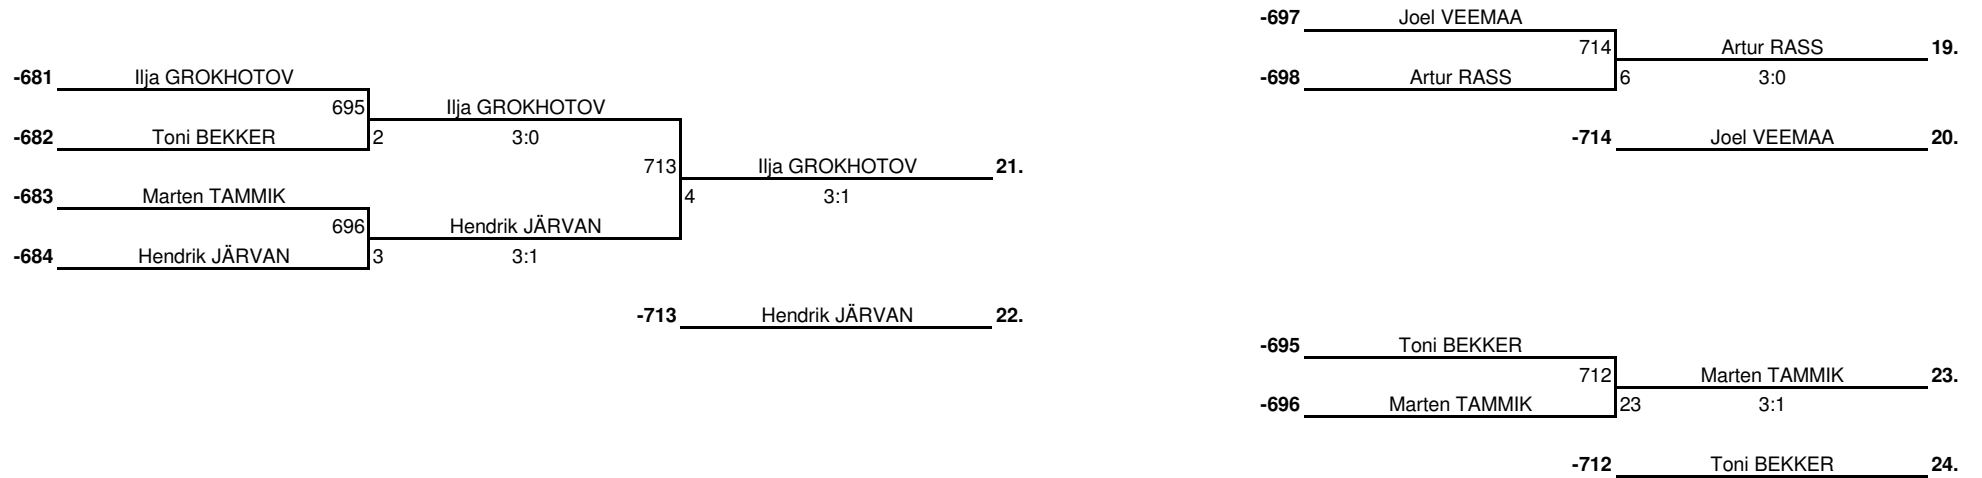 -697 Joel VEEMAA
714 Artur RASS 19.
-698 Artur RASS 6 3:0
-714 Joel VEEMAA 20.
-681 Ilja GROKHOTOV
695 Ilja GROKHOTOV
-682 Toni BEKKER 2 3:0
713 Ilja GROKHOTOV 21.
-683 Marten TAMMIK 4 3:1
696 Hendrik JÄRVAN
-684 Hendrik JÄRVAN 3 3:1
-713 Hendrik JÄRVAN 22.
-695 Toni BEKKER
712 Marten TAMMIK 23.
-696 Marten TAMMIK 23 3:1
-712 Toni BEKKER 24.